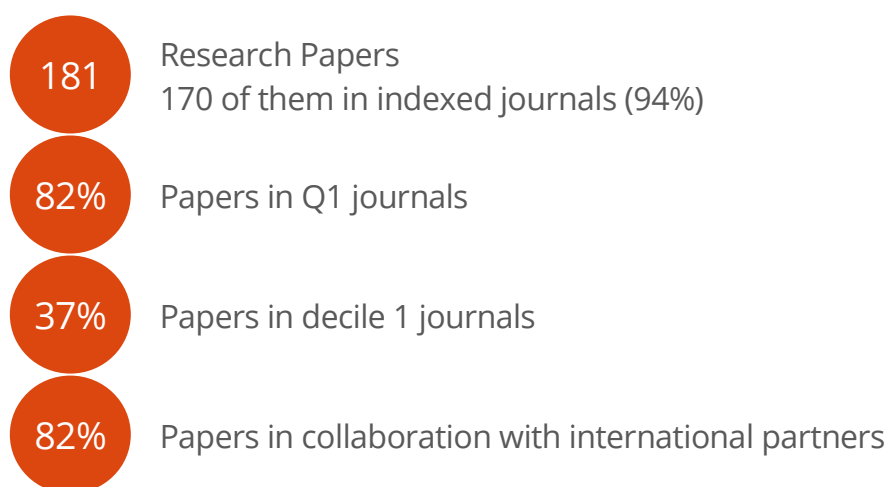 181
Research Papers
170 of them in indexed journals (94%)
82%
Papers in Q1 journals
37%
Papers in decile 1 journals
82%
Papers in collaboration with international partners